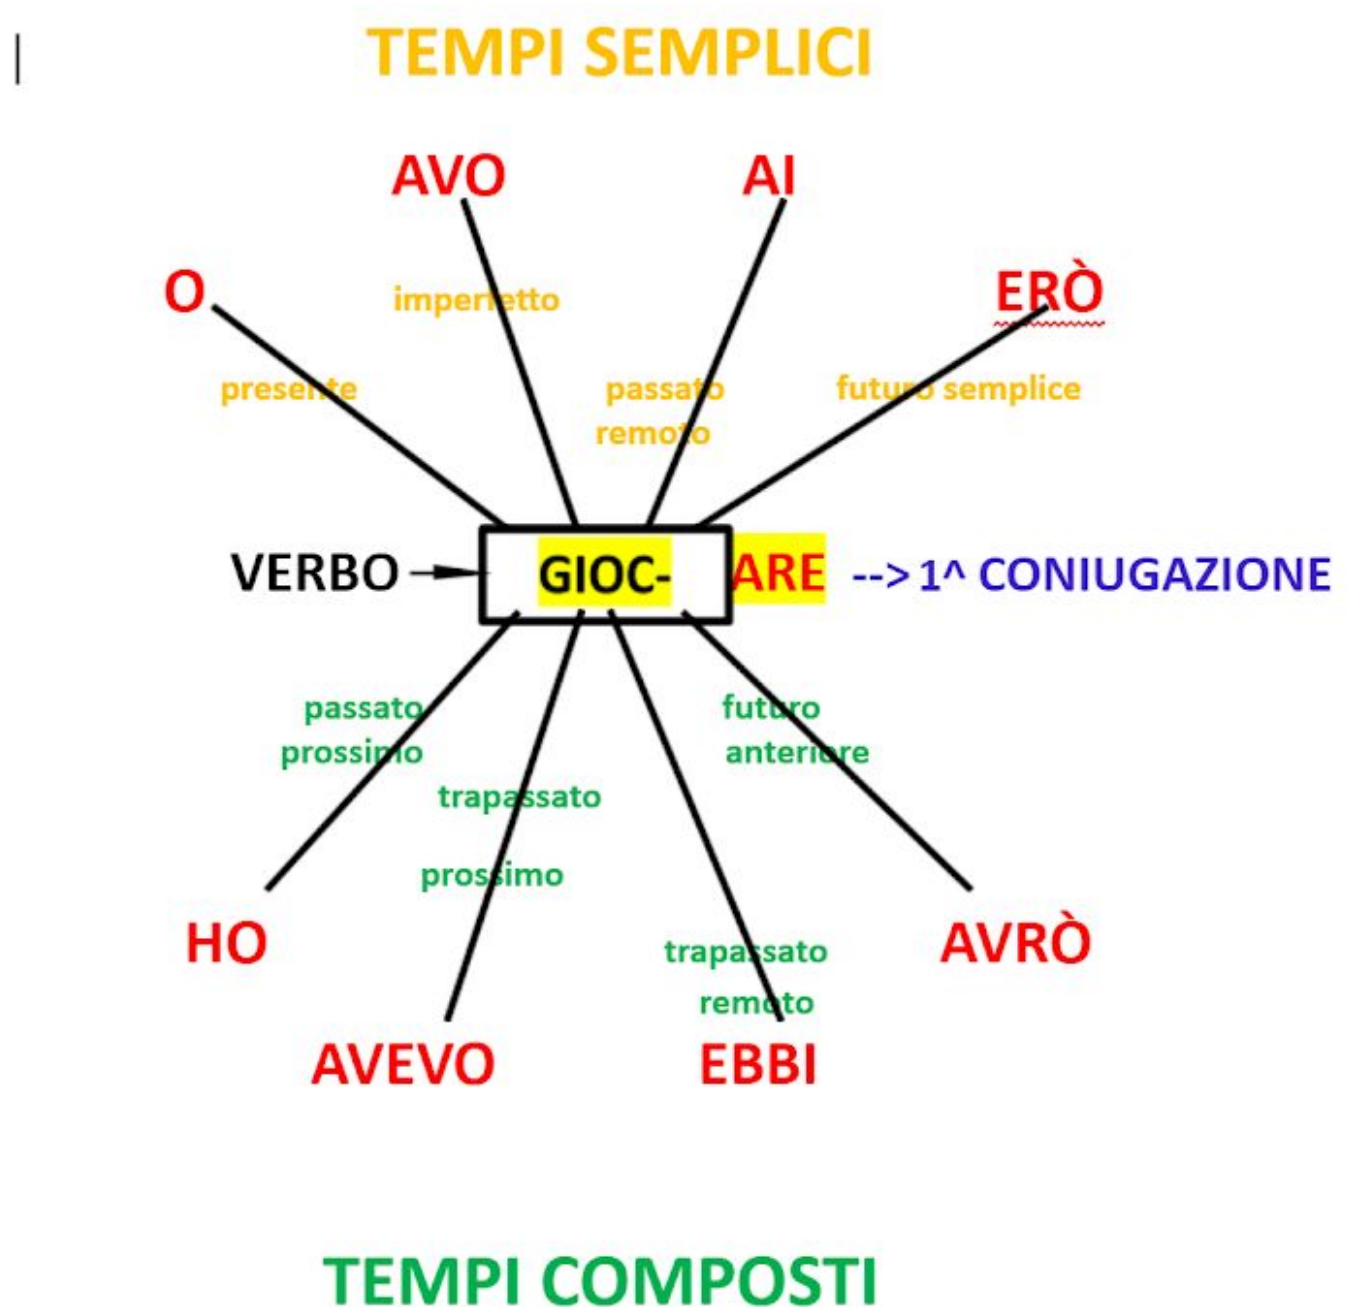 TEMPI SEMPLICI
AVO AI
O ERÒ
imperfetto
presente passato remoto futuro semplice
VERBO GIOC- ARE --> 1^ CONIUGAZIONE
passato prossimo futuro anteriore
trapassato prossimo
HO trapassato remoto AVRÒ
AVEVO EBBI
TEMPI COMPOSTI